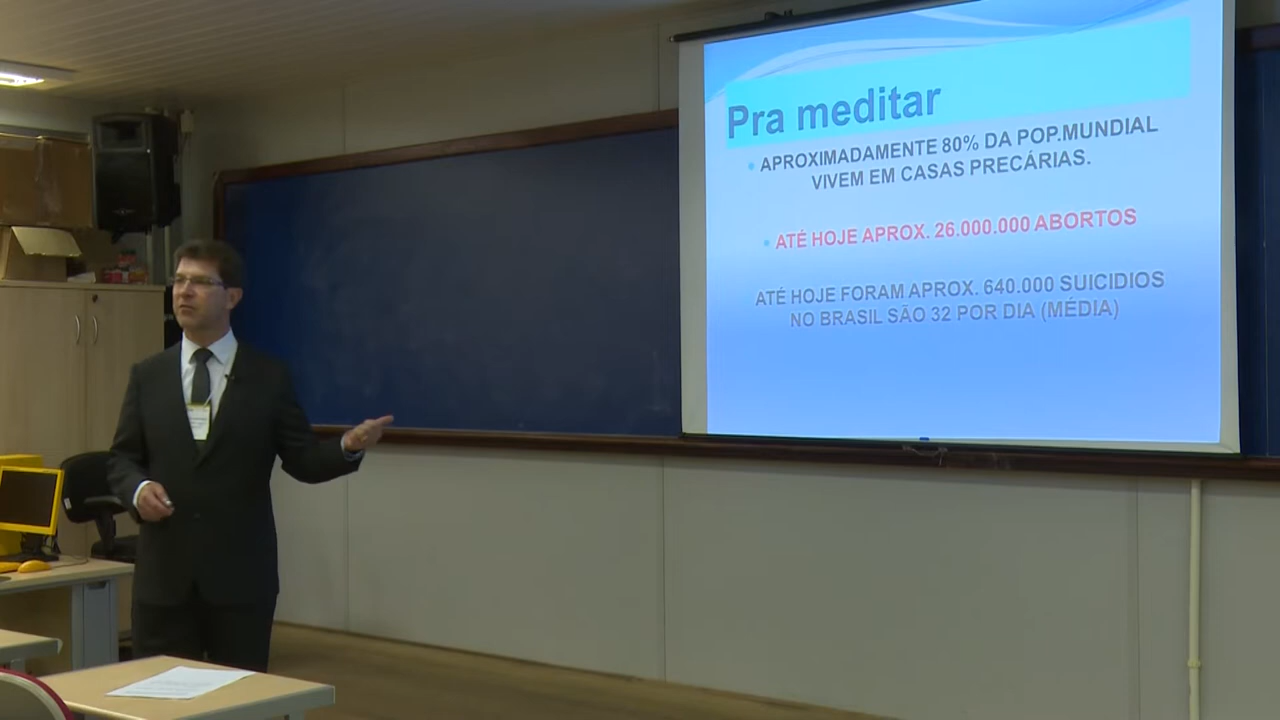 Pra meditar
APROXIMADAMENTE 80% DA POP.MUNDIAL
VIVEM EM CASAS PRECÁRIAS.
ATÉ HOJE APROX. 26.000.000 ABORTOS
ATÉ HOJE FORAM APROX. 640.000 SUICIDIOS
NO BRASIL SÃO 32 POR DIA (MÉDIA)